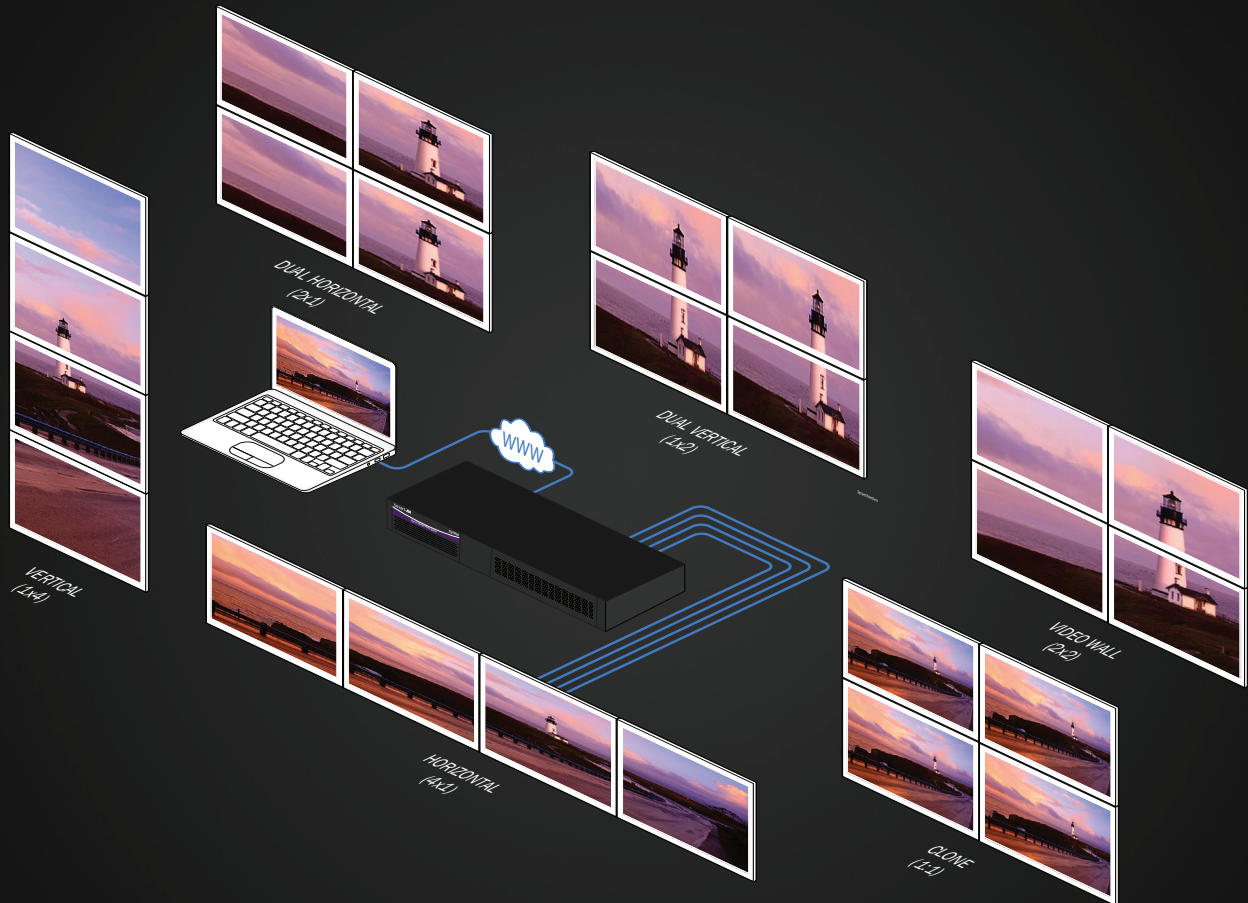 DUAL HORIZONTAL
(2x1)
DUAL VERTICAL
(1x2)
WWW
VERTICAL
(1x4)
VIDEO WALL
(2x2)
HORIZONTAL
(4x1)
CLONE
(1:1)